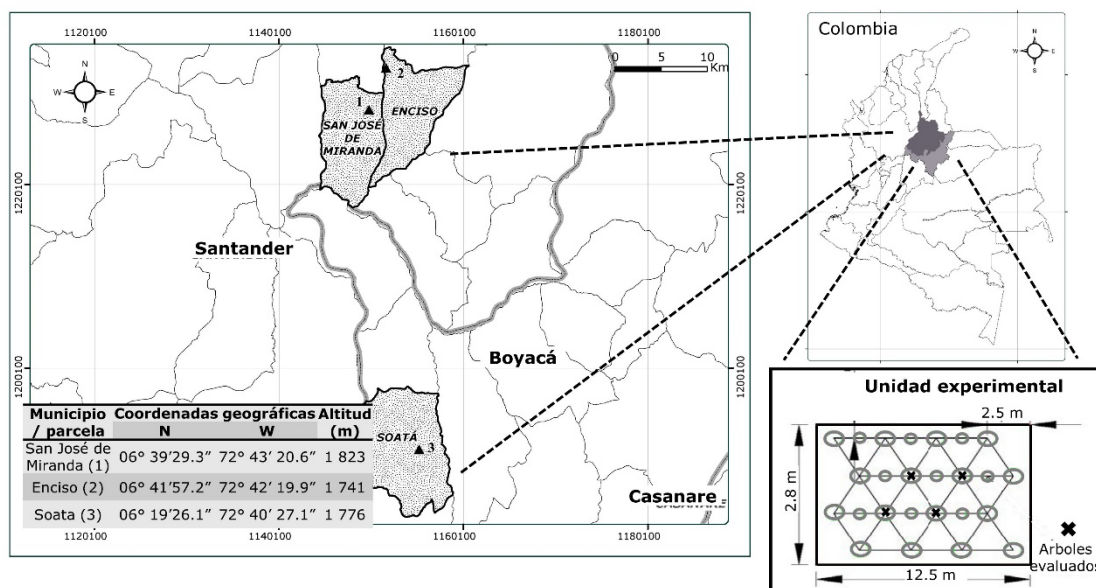 1120100 1140100 1160100 1180100
0 5 10
Km
N
W E
S
2
1
ENCISO
SAN JOSÉ
DE
MIRANDA
1220100
1220100
Santander
Boyacá
1200100
1200100
SOATÁ
3
Casanare
CASANARE
Municipio / parcela Coordenadas geográficas Altitud (m)
N W
San José de Miranda (1) 06° 39'29.3" 72° 43' 20.6" 1 823
Enciso (2) 06° 41'57.2" 72° 42' 19.9" 1 741
Soata (3) 06° 19'26.1" 72° 40' 27.1" 1 776
1120100 1140100 1160100 1180100
Colombia
N
W E
S
Unidad experimental
2.5 m
2.8 m
12.5 m
Arboles
evaluados